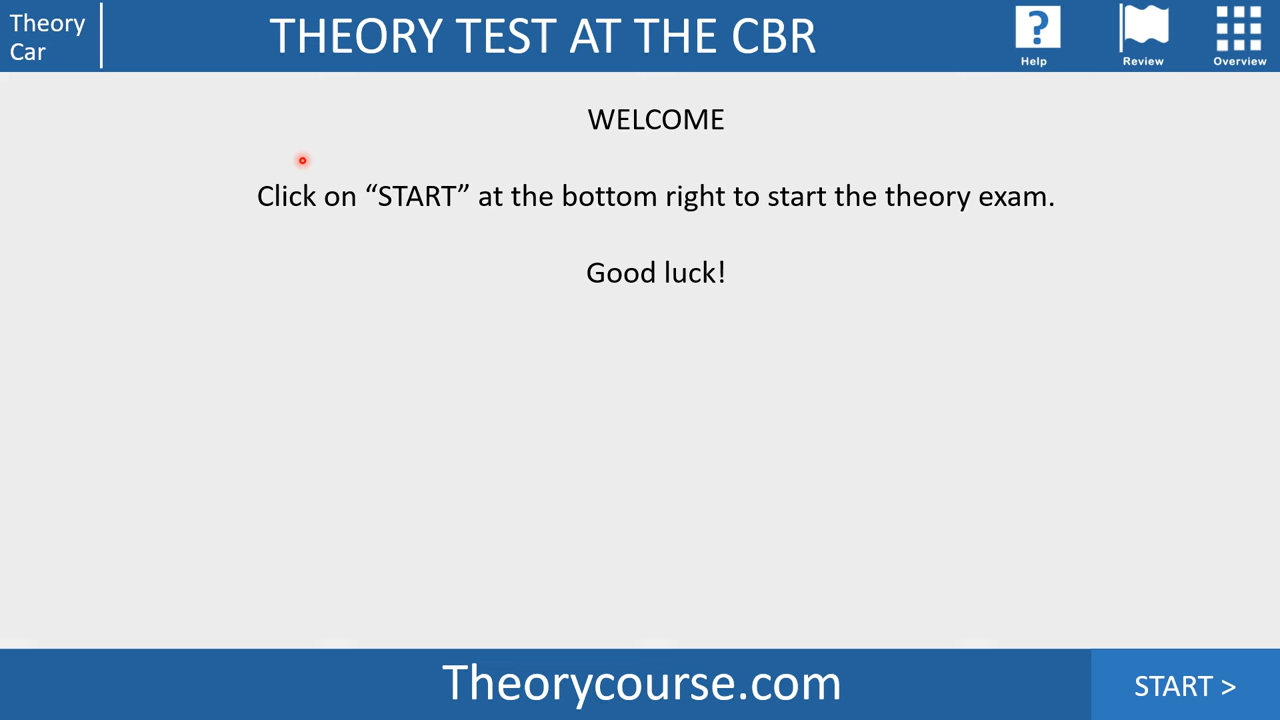 Theory
Car
THEORY TEST AT THE CBR
?
Help
Review
Overview
WELCOME
Click on “START” at the bottom right to start the theory exam.
Good luck!
Theorycourse.com
START >